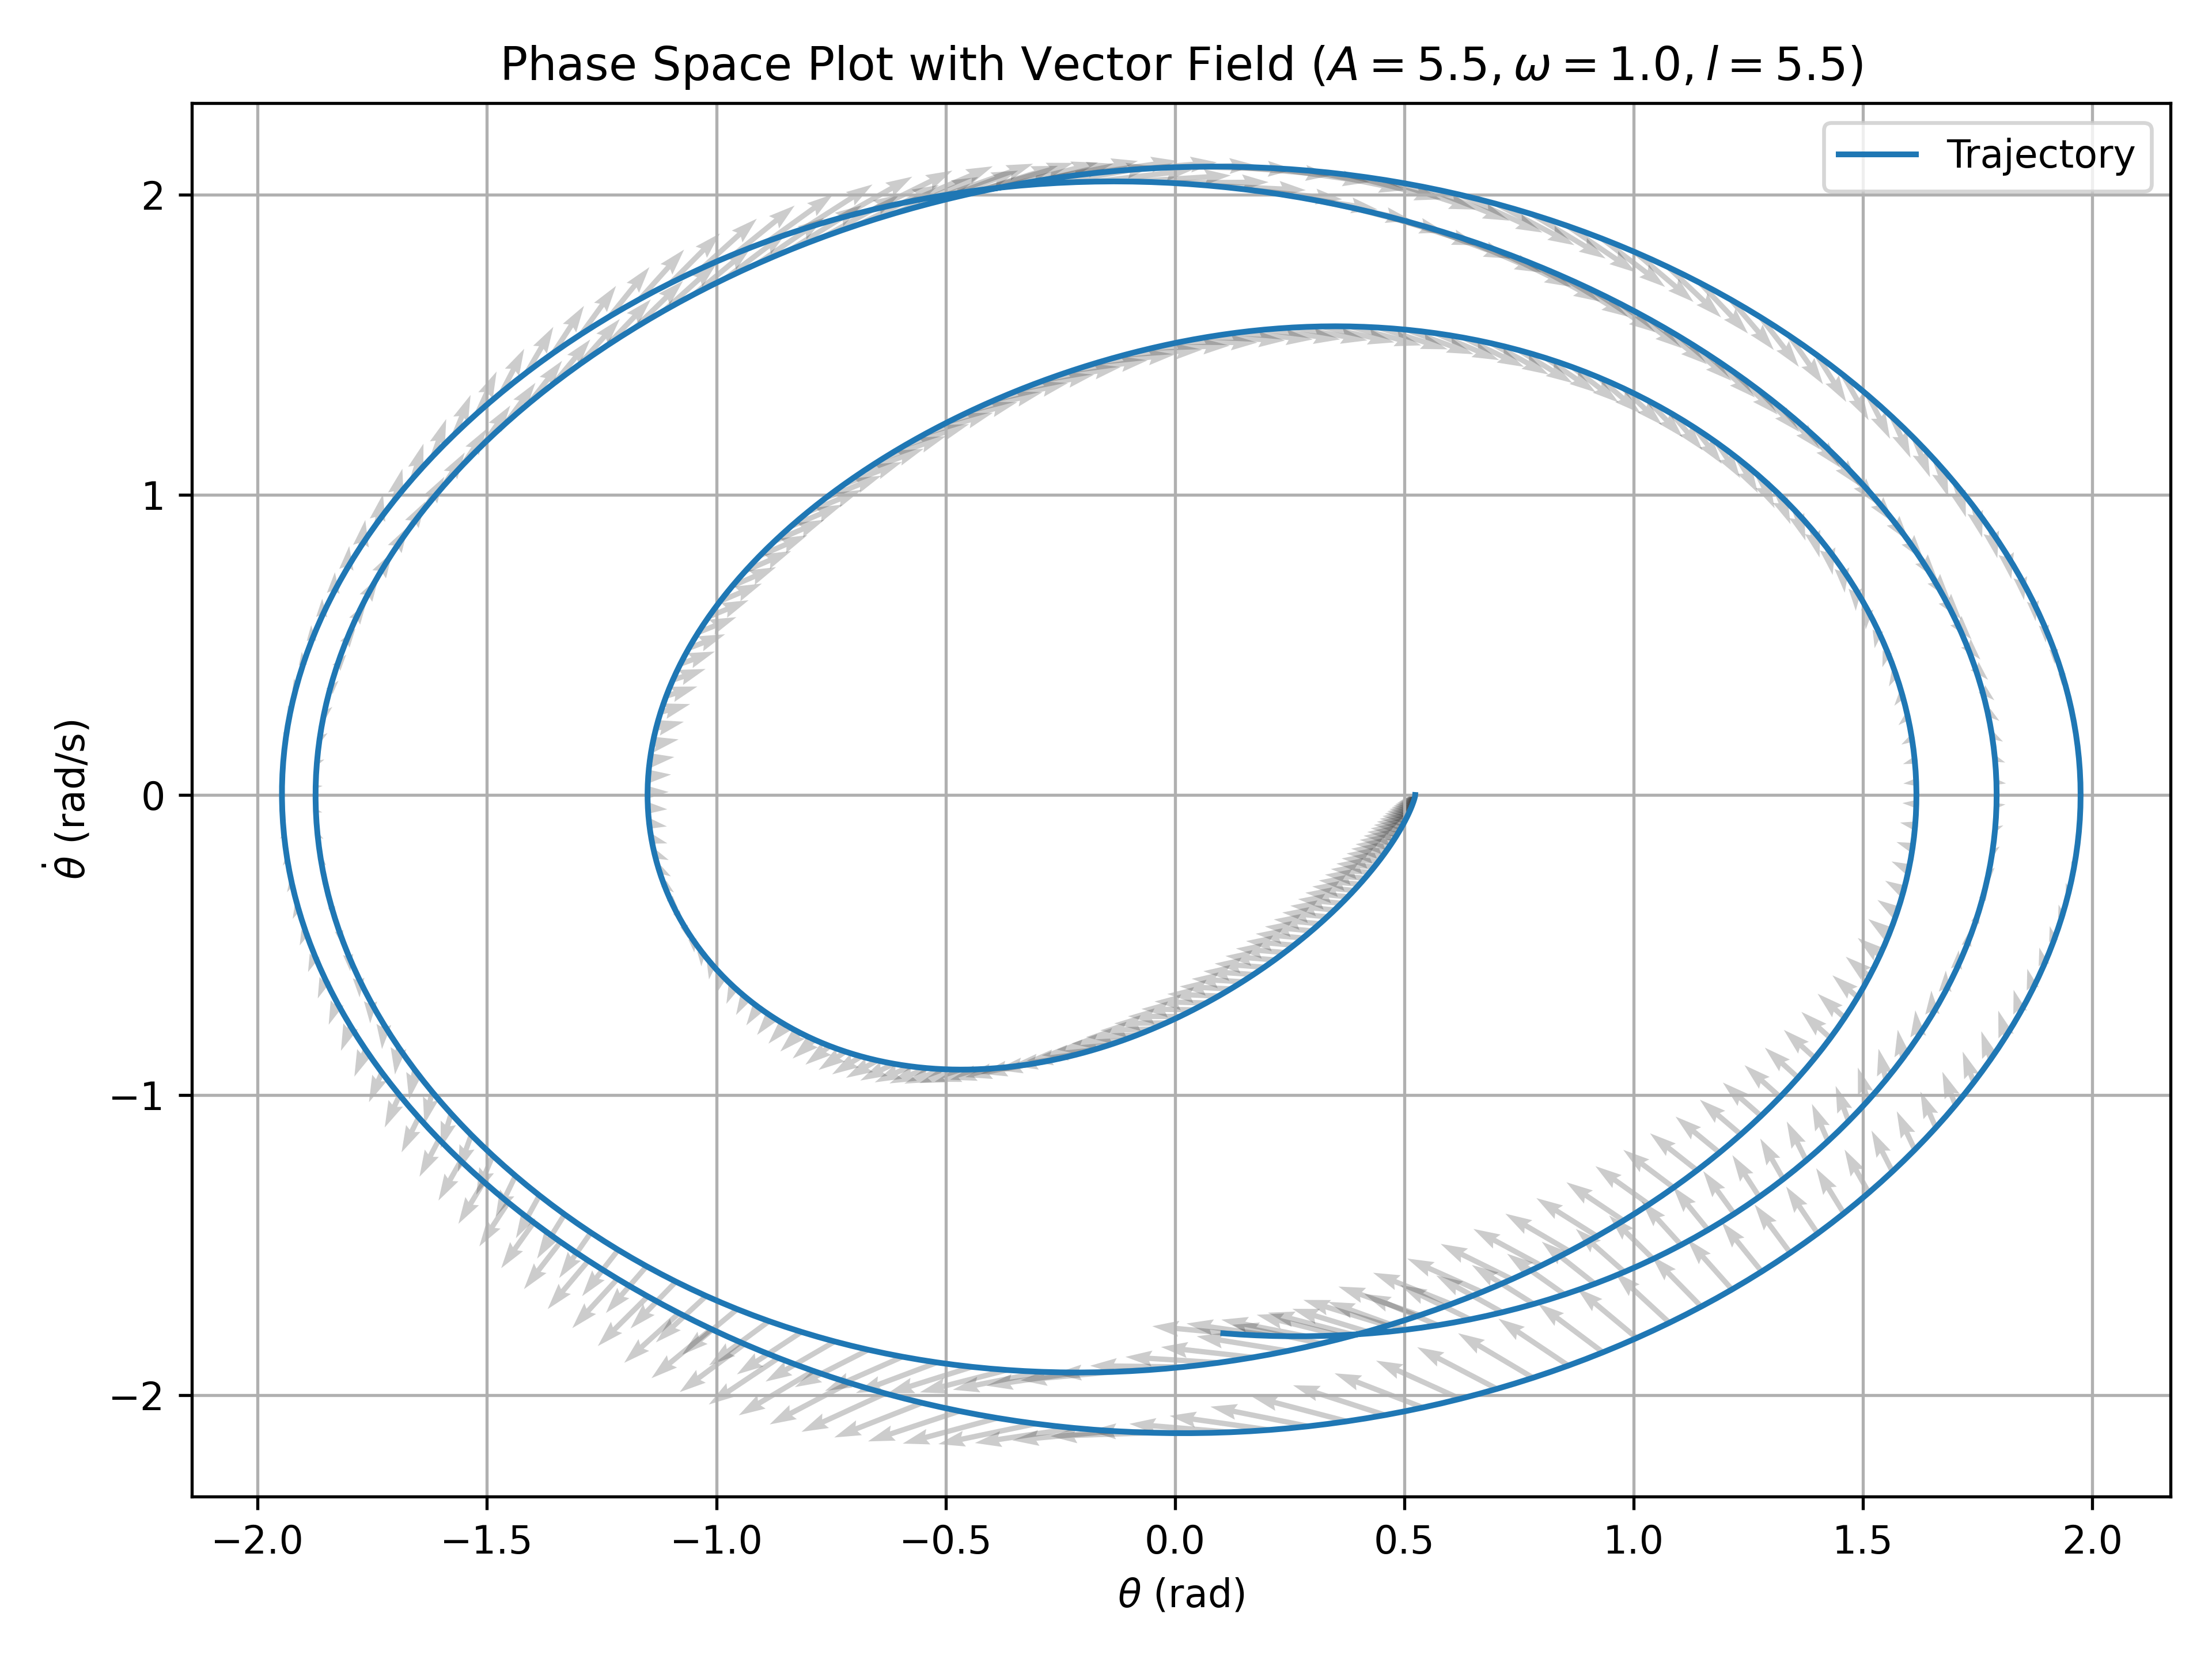 Phase Space Plot with Vector Field (A = 5.5, ω = 1.0, l = 5.5)
Trajectory
2
1
0
−1
−2
θ̇ (rad/s)
−2.0 −1.5 −1.0 −0.5 0.0 0.5 1.0 1.5 2.0
θ (rad)